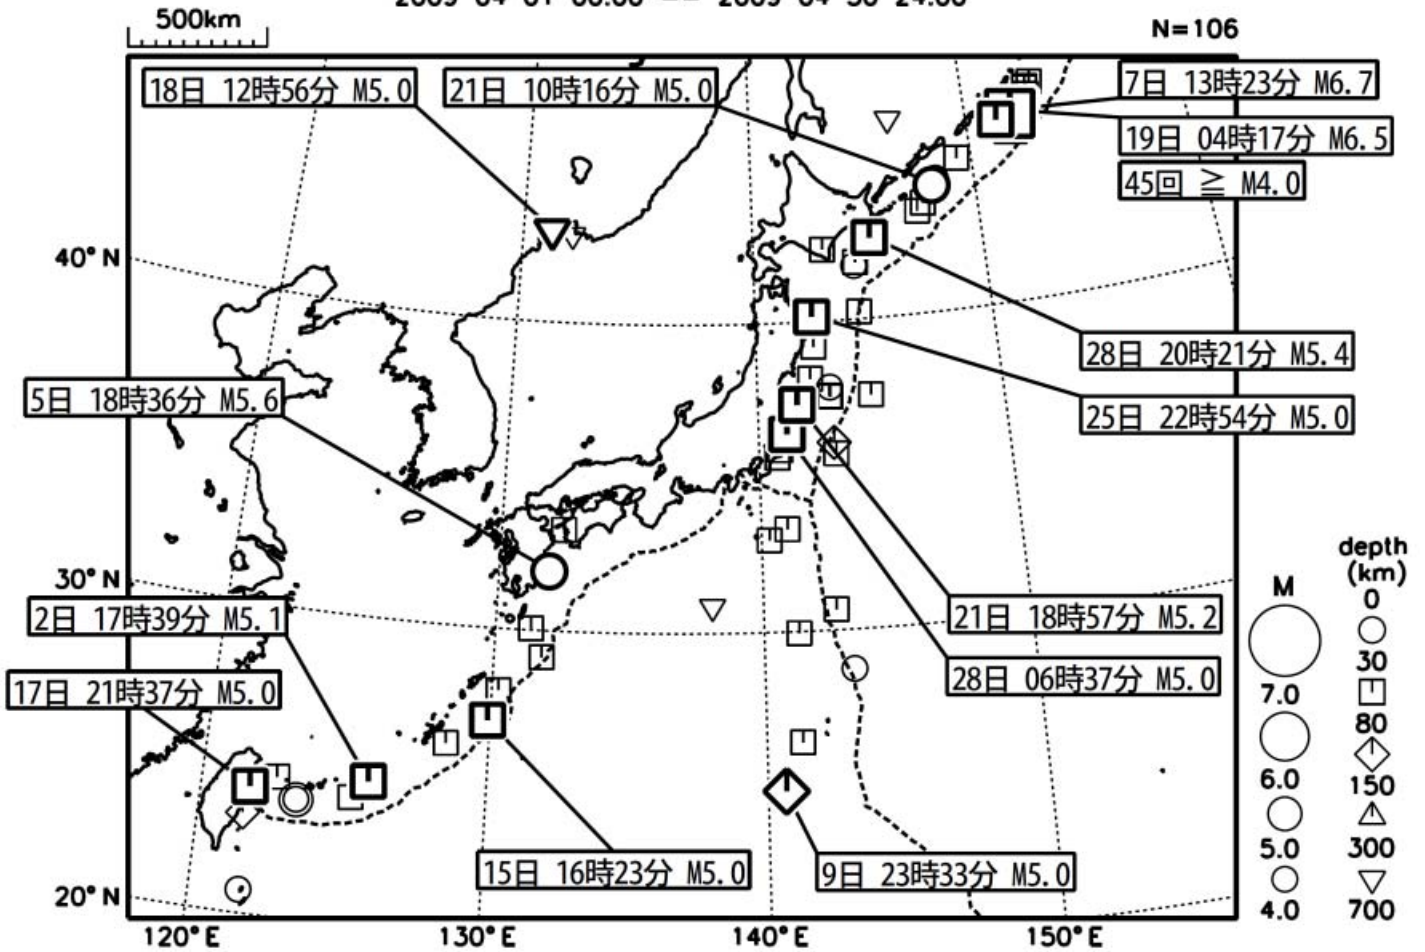 500km
N=106
18日 12時56分 M5.0
21日 10時16分 M5.0
7日 13時23分 M6.7
19日 04時17分 M6.5
45回 ≧ M4.0
40°N
28日 20時21分 M5.4
5日 18時36分 M5.6
25日 22時54分 M5.0
30°N
2日 17時39分 M5.1
21日 18時57分 M5.2
17日 21時37分 M5.0
28日 06時37分 M5.0
15日 16時23分 M5.0
9日 23時33分 M5.0
20°N
120°E
130°E
140°E
150°E
M
7.0
6.0
5.0
4.0
depth
(km)
0
30
80
150
300
700